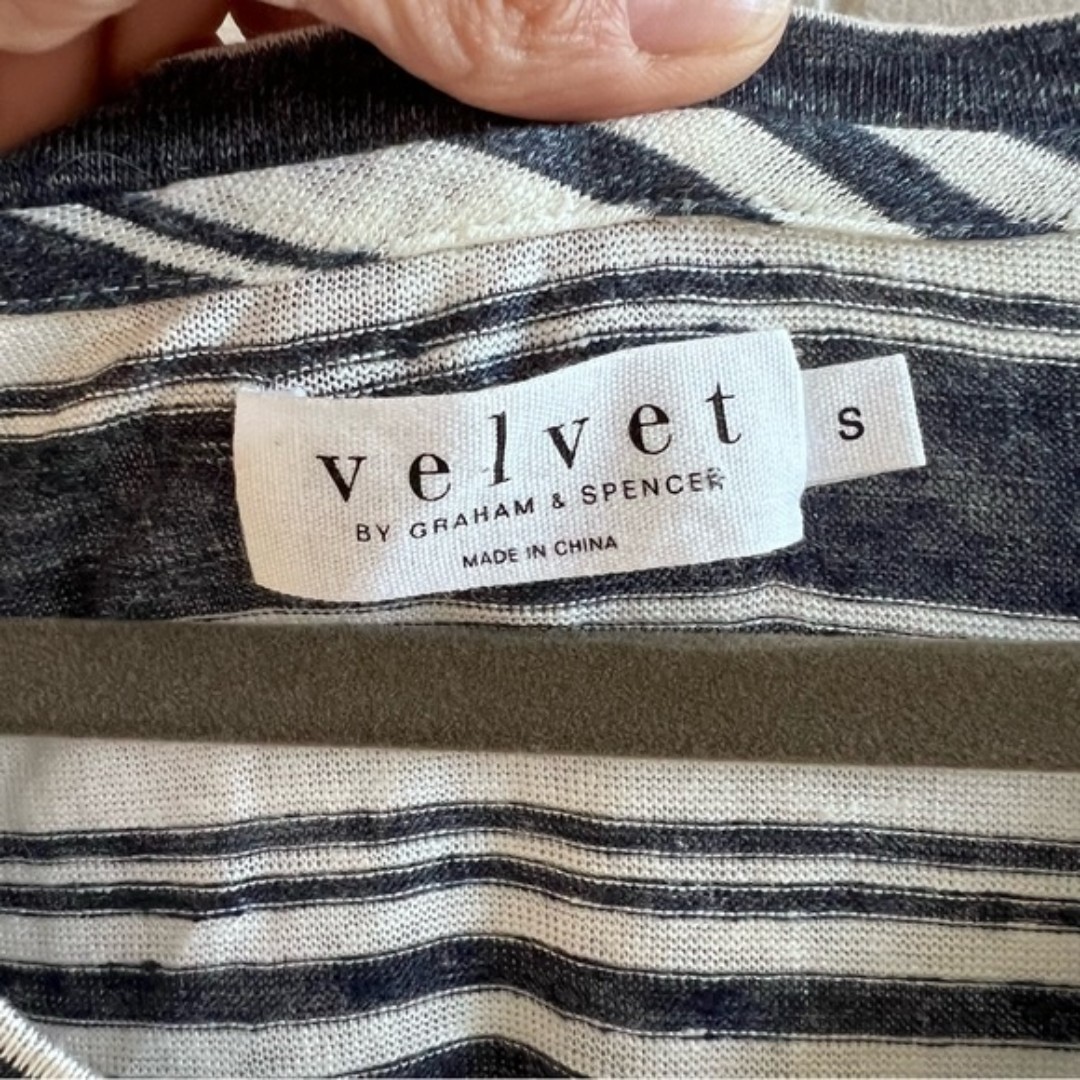 velvet
S
BY GRAHAM & SPENCER
MADE IN CHINA